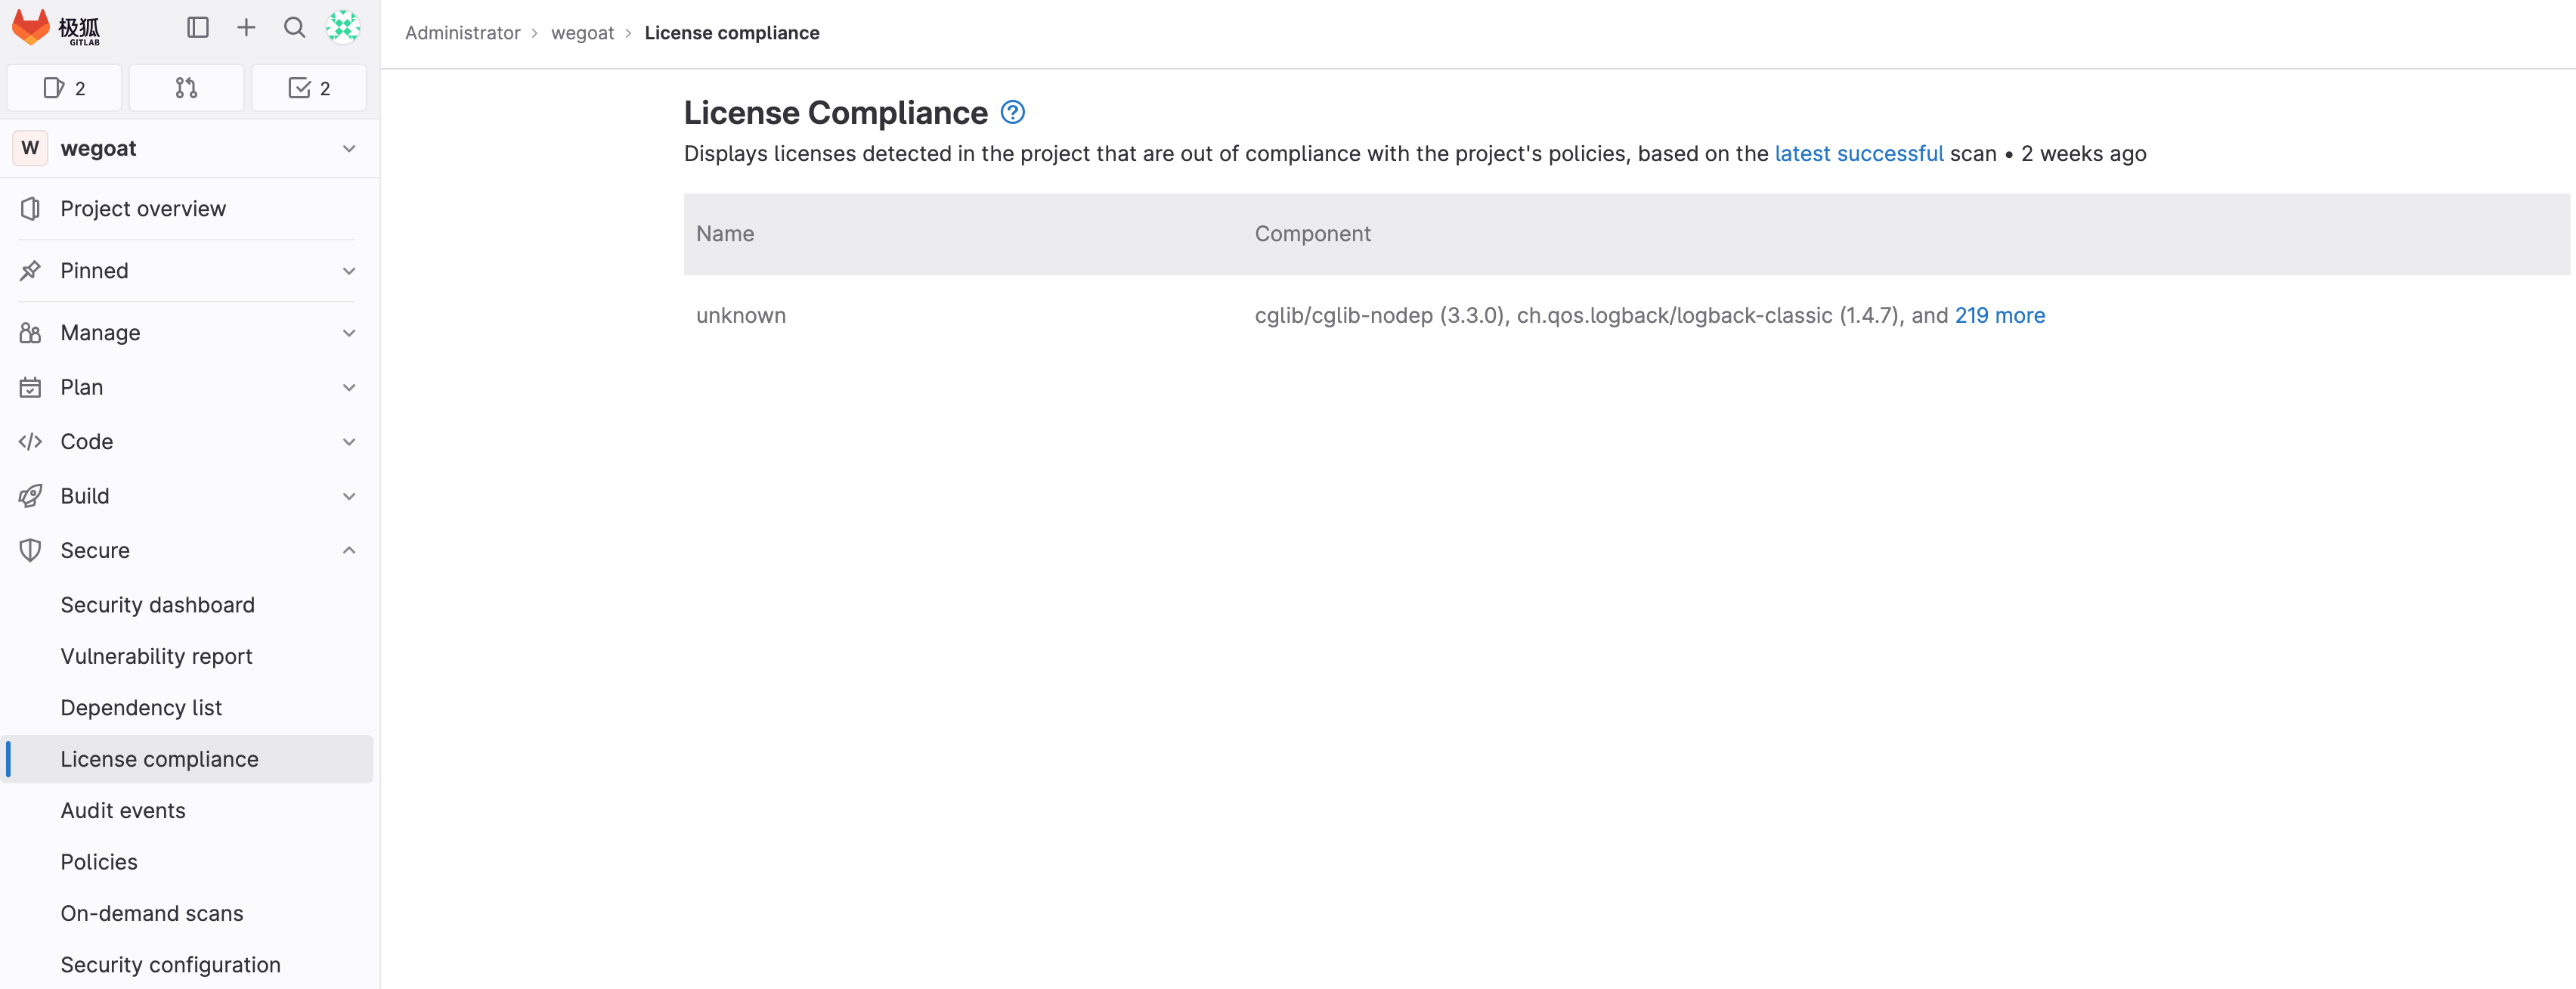 极狐
GITLAB
2
2
W wegoat
Project overview
Pinned
Manage
Plan
Code
Build
Secure
Security dashboard
Vulnerability report
Dependency list
License compliance
Audit events
Policies
On-demand scans
Security configuration
Administrator › wegoat › License compliance
License Compliance ?
Displays licenses detected in the project that are out of compliance with the project's policies, based on the latest successful scan • 2 weeks ago
Name Component
unknown cglib/cglib-nodep (3.3.0), ch.qos.logback/logback-classic (1.4.7), and 219 more